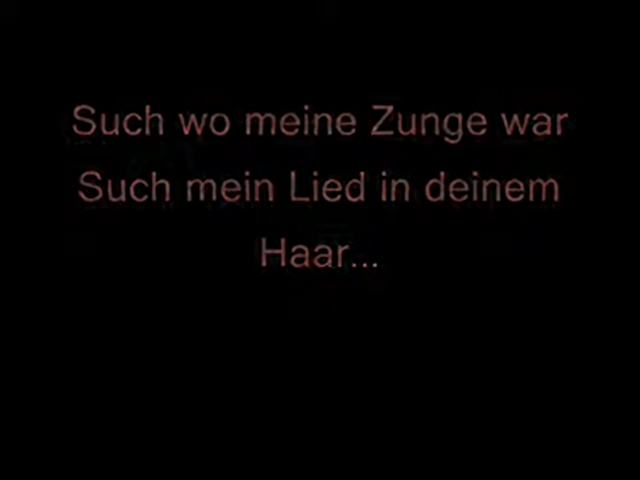 Such wo meine Zunge war
Such mein Lied in deinem
Haar...